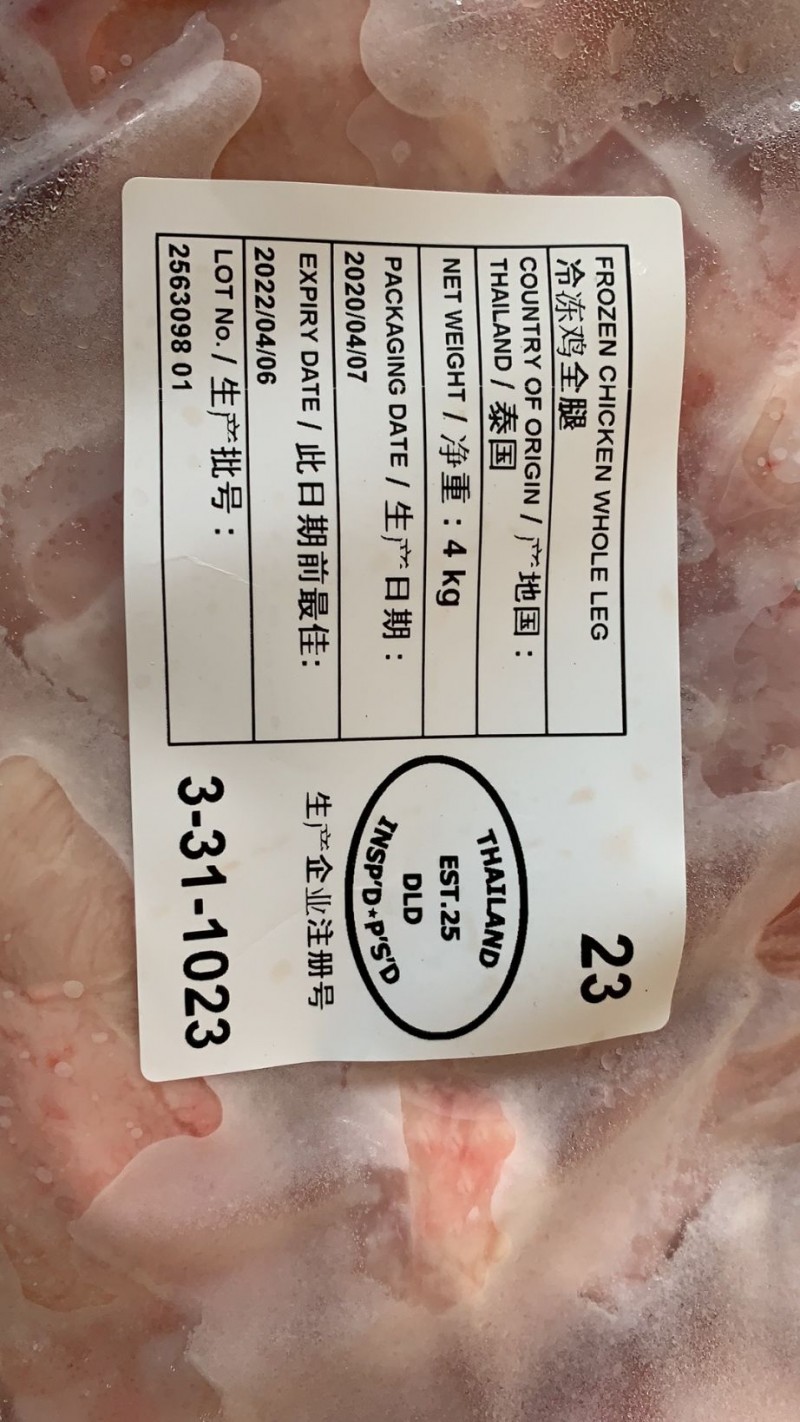 FROZEN CHICKEN WHOLE LEG
冷冻鸡全腿
COUNTRY OF ORIGIN / 产地国：
THAILAND / 泰国
NET WEIGHT / 净重：4 kg
PACKAGING DATE / 生产日期：
2020/04/07
EXPIRY DATE / 此日期前最佳：
2022/04/06
LOT No. / 生产批号：
2563098 01
23
THAILAND
EST.25
DLD
INSP'D★P'S'D
生产企业注册号
3-31-1023